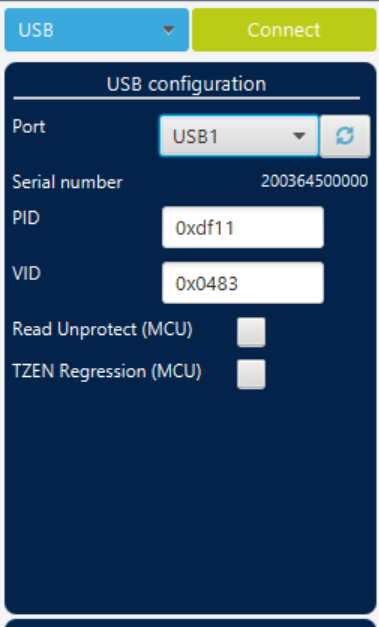 USB
Connect
USB configuration
Port
USB1
Serial number
200364500000
PID
0xdf11
VID
0x0483
Read Unprotect (MCU)
TZEN Regression (MCU)